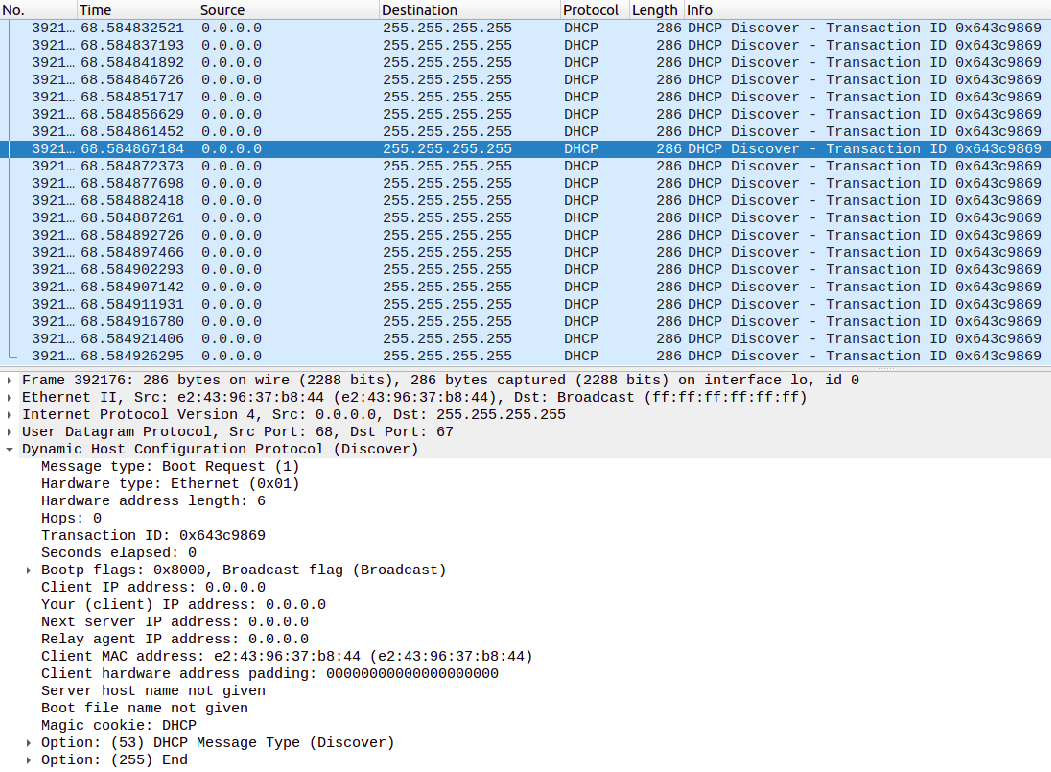 No. Time Source Destination Protocol Length Info
3921… 68.584832521 0.0.0.0 255.255.255.255 DHCP 286 DHCP Discover - Transaction ID 0x643c9869
3921… 68.584837193 0.0.0.0 255.255.255.255 DHCP 286 DHCP Discover - Transaction ID 0x643c9869
3921… 68.584841892 0.0.0.0 255.255.255.255 DHCP 286 DHCP Discover - Transaction ID 0x643c9869
3921… 68.584846726 0.0.0.0 255.255.255.255 DHCP 286 DHCP Discover - Transaction ID 0x643c9869
3921… 68.584851717 0.0.0.0 255.255.255.255 DHCP 286 DHCP Discover - Transaction ID 0x643c9869
3921… 68.584856629 0.0.0.0 255.255.255.255 DHCP 286 DHCP Discover - Transaction ID 0x643c9869
3921… 68.584861452 0.0.0.0 255.255.255.255 DHCP 286 DHCP Discover - Transaction ID 0x643c9869
3921… 68.584867184 0.0.0.0 255.255.255.255 DHCP 286 DHCP Discover - Transaction ID 0x643c9869
3921… 68.584872373 0.0.0.0 255.255.255.255 DHCP 286 DHCP Discover - Transaction ID 0x643c9869
3921… 68.584877698 0.0.0.0 255.255.255.255 DHCP 286 DHCP Discover - Transaction ID 0x643c9869
3921… 68.584882418 0.0.0.0 255.255.255.255 DHCP 286 DHCP Discover - Transaction ID 0x643c9869
3921… 68.584887261 0.0.0.0 255.255.255.255 DHCP 286 DHCP Discover - Transaction ID 0x643c9869
3921… 68.584892726 0.0.0.0 255.255.255.255 DHCP 286 DHCP Discover - Transaction ID 0x643c9869
3921… 68.584897466 0.0.0.0 255.255.255.255 DHCP 286 DHCP Discover - Transaction ID 0x643c9869
3921… 68.584902293 0.0.0.0 255.255.255.255 DHCP 286 DHCP Discover - Transaction ID 0x643c9869
3921… 68.584907142 0.0.0.0 255.255.255.255 DHCP 286 DHCP Discover - Transaction ID 0x643c9869
3921… 68.584911931 0.0.0.0 255.255.255.255 DHCP 286 DHCP Discover - Transaction ID 0x643c9869
3921… 68.584916780 0.0.0.0 255.255.255.255 DHCP 286 DHCP Discover - Transaction ID 0x643c9869
3921… 68.584921406 0.0.0.0 255.255.255.255 DHCP 286 DHCP Discover - Transaction ID 0x643c9869
3921… 68.584926295 0.0.0.0 255.255.255.255 DHCP 286 DHCP Discover - Transaction ID 0x643c9869
Frame 392176: 286 bytes on wire (2288 bits), 286 bytes captured (2288 bits) on interface lo, id 0
Ethernet II, Src: e2:43:96:37:b8:44 (e2:43:96:37:b8:44), Dst: Broadcast (ff:ff:ff:ff:ff:ff)
Internet Protocol Version 4, Src: 0.0.0.0, Dst: 255.255.255.255
User Datagram Protocol, Src Port: 68, Dst Port: 67
Dynamic Host Configuration Protocol (Discover)
Message type: Boot Request (1)
Hardware type: Ethernet (0x01)
Hardware address length: 6
Hops: 0
Transaction ID: 0x643c9869
Seconds elapsed: 0
Bootp flags: 0x8000, Broadcast flag (Broadcast)
Client IP address: 0.0.0.0
Your (client) IP address: 0.0.0.0
Next server IP address: 0.0.0.0
Relay agent IP address: 0.0.0.0
Client MAC address: e2:43:96:37:b8:44 (e2:43:96:37:b8:44)
Client hardware address padding: 00000000000000000000
Server host name not given
Boot file name not given
Magic cookie: DHCP
Option: (53) DHCP Message Type (Discover)
Option: (255) End